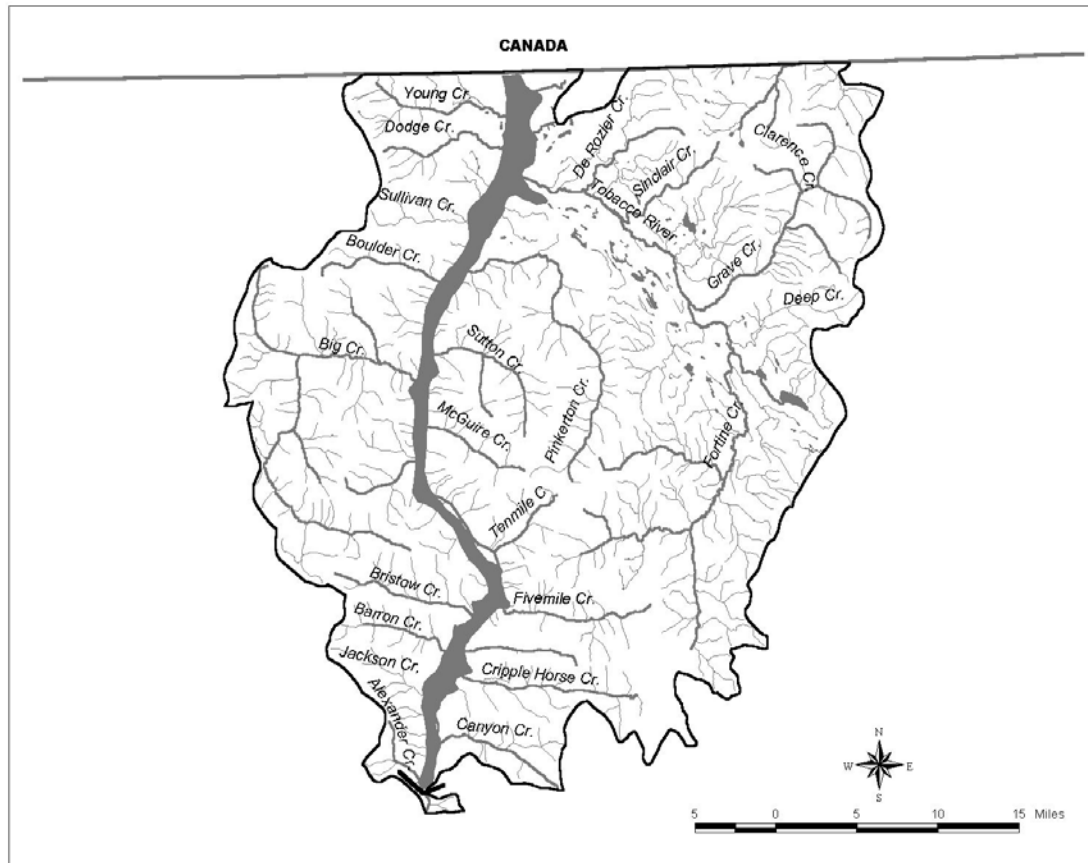 CANADA
Young Cr.
Dodge Cr.
De Rozier Cr.
Sinclair Cr.
Clarence Cr.
Sullivan Cr.
Tobacco River
Boulder Cr.
Grave Cr.
Deep Cr.
Big Cr.
Sutton Cr.
McGuire Cr.
Pinkerton Cr.
Fortine Cr.
Tenmile C.
Bristow Cr.
Fivemile Cr.
Barron Cr.
Jackson Cr.
Cripple Horse Cr.
Alexander Cr.
Canyon Cr.
N
W E
S
5 0 5 10 15 Miles